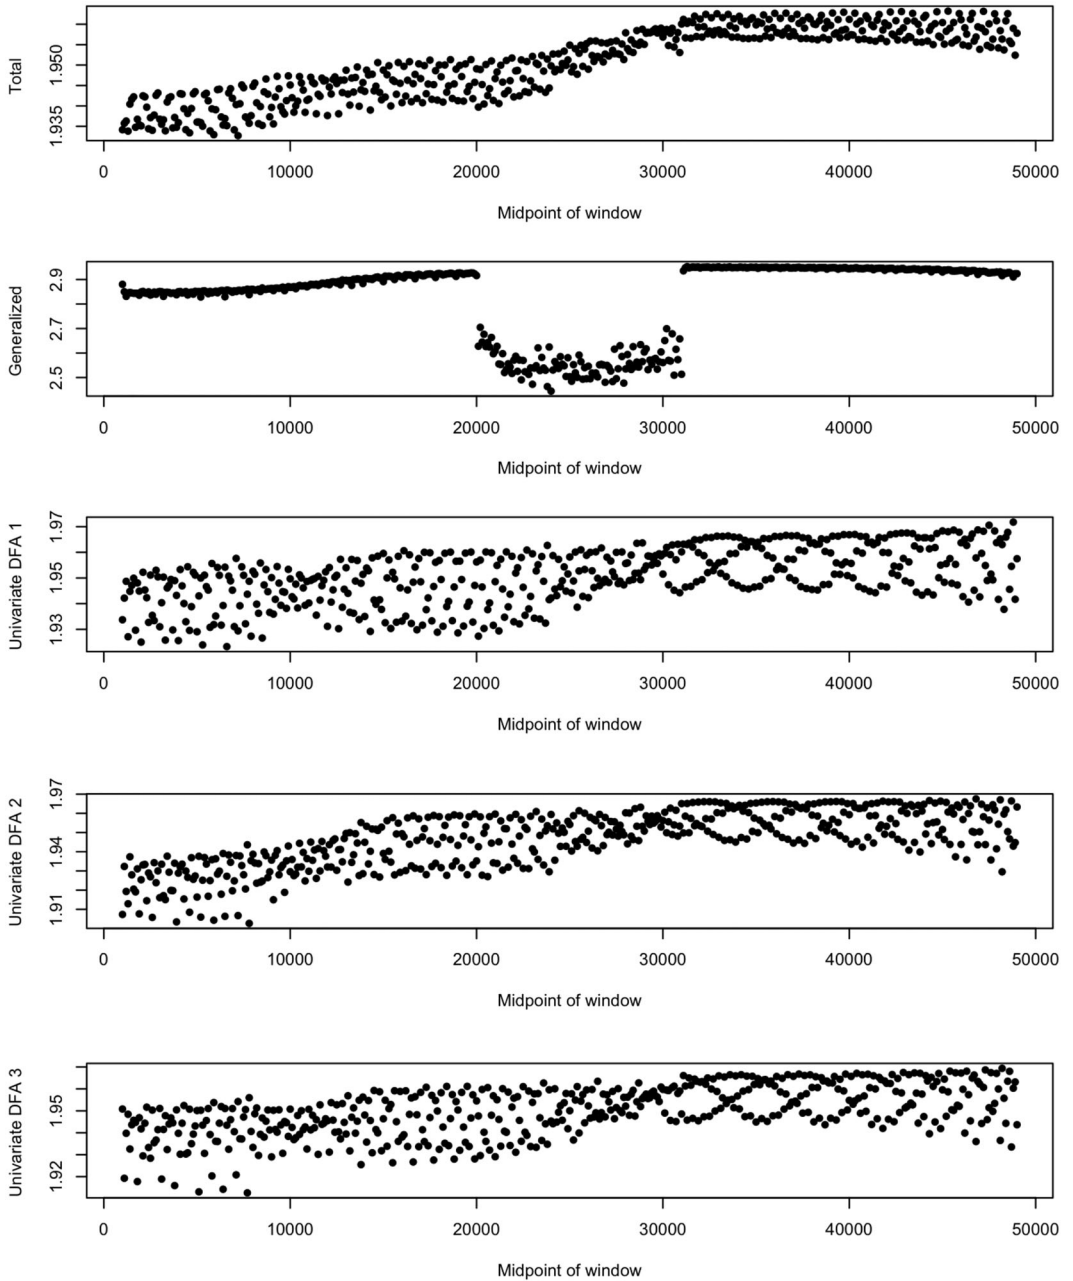 Total
1.950
1.935
0 10000 20000 30000 40000 50000
Midpoint of window
Generalized
2.9
2.7
2.5
0 10000 20000 30000 40000 50000
Midpoint of window
Univariate DFA 1
1.97
1.95
1.93
0 10000 20000 30000 40000 50000
Midpoint of window
Univariate DFA 2
1.97
1.94
1.91
0 10000 20000 30000 40000 50000
Midpoint of window
Univariate DFA 3
1.95
1.92
0 10000 20000 30000 40000 50000
Midpoint of window